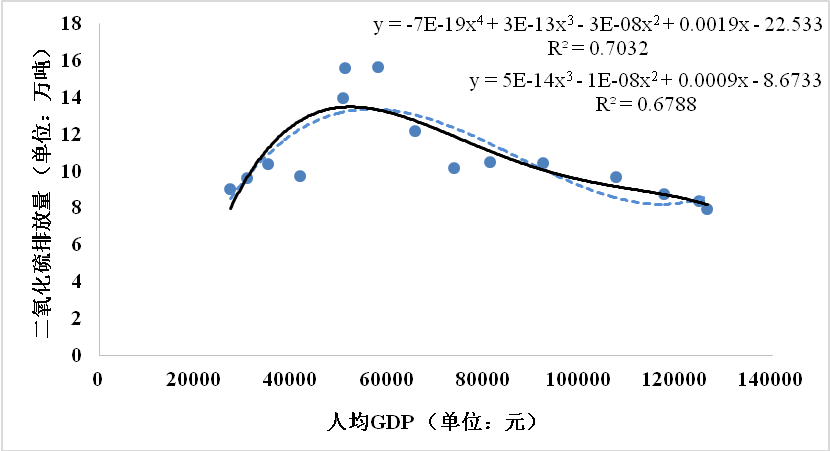 y = -7E-19x⁴ + 3E-13x³ - 3E-08x² + 0.0019x - 22.533
R² = 0.7032
y = 5E-14x³ - 1E-08x² + 0.0009x - 8.6733
R² = 0.6788
二氧化硫排放量（单位：万吨）
18
16
14
12
10
8
6
4
2
0
0 20000 40000 60000 80000 100000 120000 140000
人均GDP（单位：元）